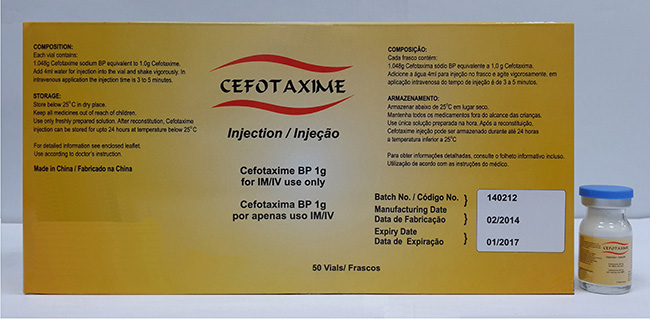 COMPOSITION:
Each vial contains:
1.048g Cefotaxime sodium BP equivalent to 1.0g Cefotaxime.
Add 4ml water for injection into the vial and shake vigorously. In
intravenius application the injection time is 3 to 5 minutes.
STORAGE:
Store below 25°C in dry place.
Keep all medicines out of reach of children.
Use only freshly prepared solution. After reconstitution, Cefotaxime
injection can be stored for upto 24 hours at temperature below 25°C
For detailed information see enclosed leaflet.
Use according to doctor's instruction.
Made in China / Fabricado na China
CEFOTAXIME
Injection / Injeção
Cefotaxime BP 1g
for IM/IV use only
Cefotaxima BP 1g
por apenas uso IM/IV
50 Vials/ Frascos
COMPOSIÇÃO:
Cada frasco contém:
1.048g Cefotaxime sódio BP equivalente a 1,0 g Cefotaxime.
Adicione a água 4ml para injeção no frasco e agite vigorosamente, em
aplicação intravenosa do tempo de injeção é de 3 a 5 minutos.
ARMAZENAMENTO:
Armazenar abaixo de 25°C em lugar seco.
Mantenha todos os medicamentos fora do alcance das crianças.
Use única solução preparada na hora. Após a reconstituição,
Cefotaxime injeção pode ser armazenado durante até 24 horas
a temperatura inferior a 25°C
Para obter informações detalhadas, consulte o folheto informativo incluso.
Utilização de acordo com as instruções do médico.
Batch No. / Código No. } 140212
Manufacturing Date
Data de Fabricação } 02/2014
Expiry Date
Data de Expiração } 01/2017
CEFOTAXIME